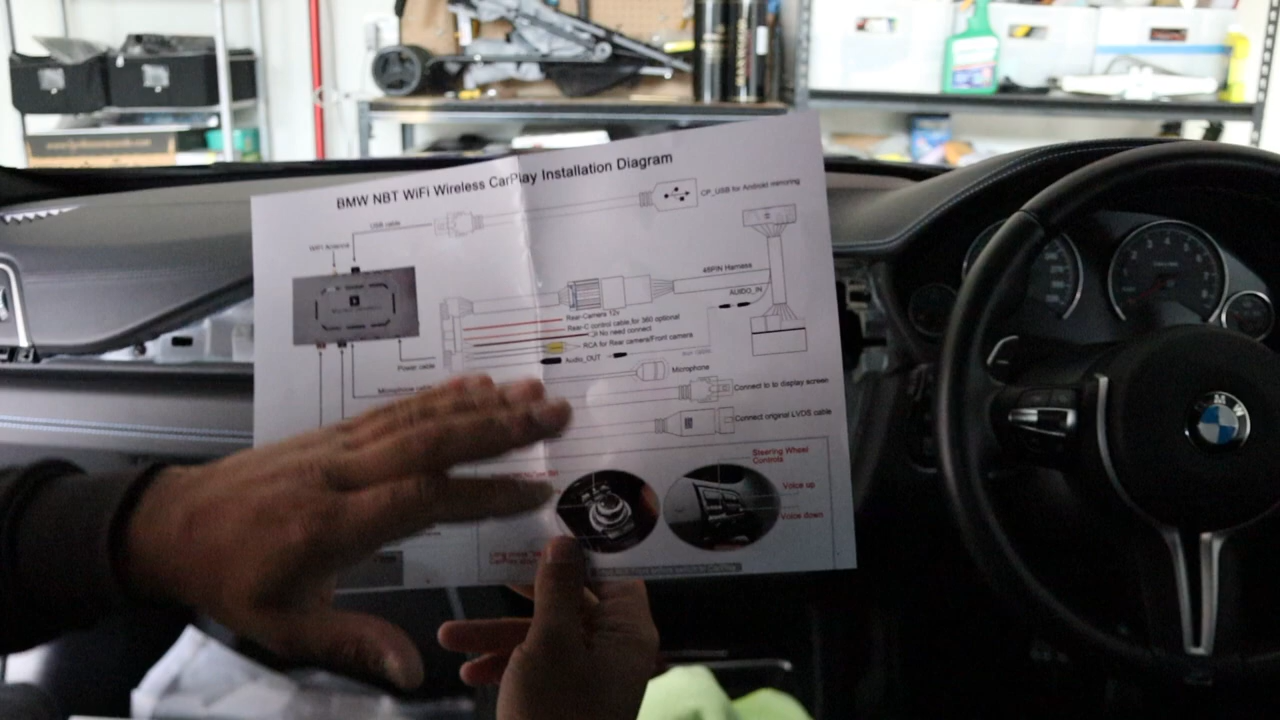 BMW NBT WiFi Wireless CarPlay Installation Diagram
CP_USB for Android mirroring
USB cable
WIFI Antenna
48PIN Harness
AUIDO_IN
Rear-Camera 12v
Rear-C control cable,for 360 optional
No need connect
RCA for Rear camera/Front camera
Audio_OUT
Power cable
Microphone
Microphone cable
Connect to to display screen
Connect original LVDS cable
Steering Wheel
Controls
Voice up
Voice down
BMW